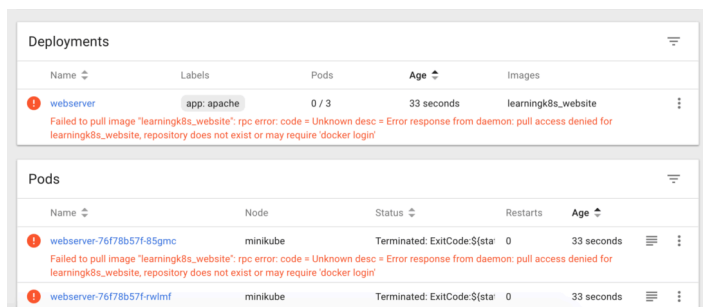 Deployments
Name Labels Pods Age Images
webserver app: apache 0 / 3 33 seconds learningk8s_website
Failed to pull image "learningk8s_website": rpc error: code = Unknown desc = Error response from daemon: pull access denied for
learningk8s_website, repository does not exist or may require 'docker login'
Pods
Name Node Status Restarts Age
webserver-76f78b57f-85gmc minikube Terminated: ExitCode:${stat 0 33 seconds
Failed to pull image "learningk8s_website": rpc error: code = Unknown desc = Error response from daemon: pull access denied for
learningk8s_website, repository does not exist or may require 'docker login'
webserver-76f78b57f-rwlmf minikube Terminated: ExitCode:${stat 0 33 seconds